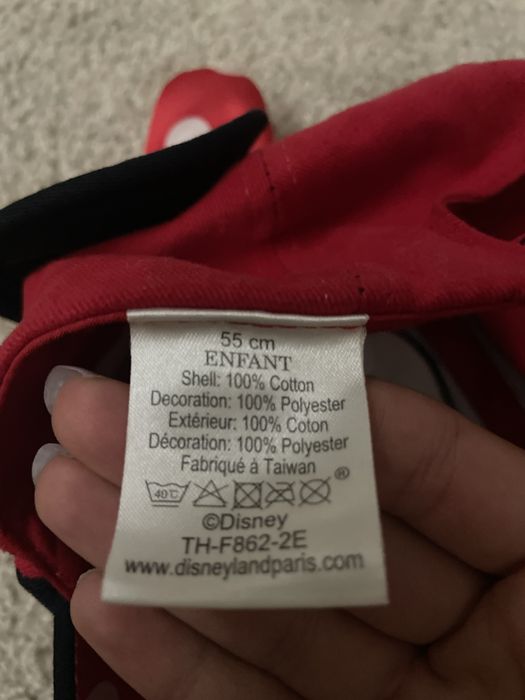 55 cm
ENFANT
Shell: 100% Cotton
Decoration: 100% Polyester
Extérieur: 100% Coton
Décoration: 100% Polyester
Fabriqué à Taiwan
®
40℃
©Disney
TH-F862-2E
www.disneylandparis.com